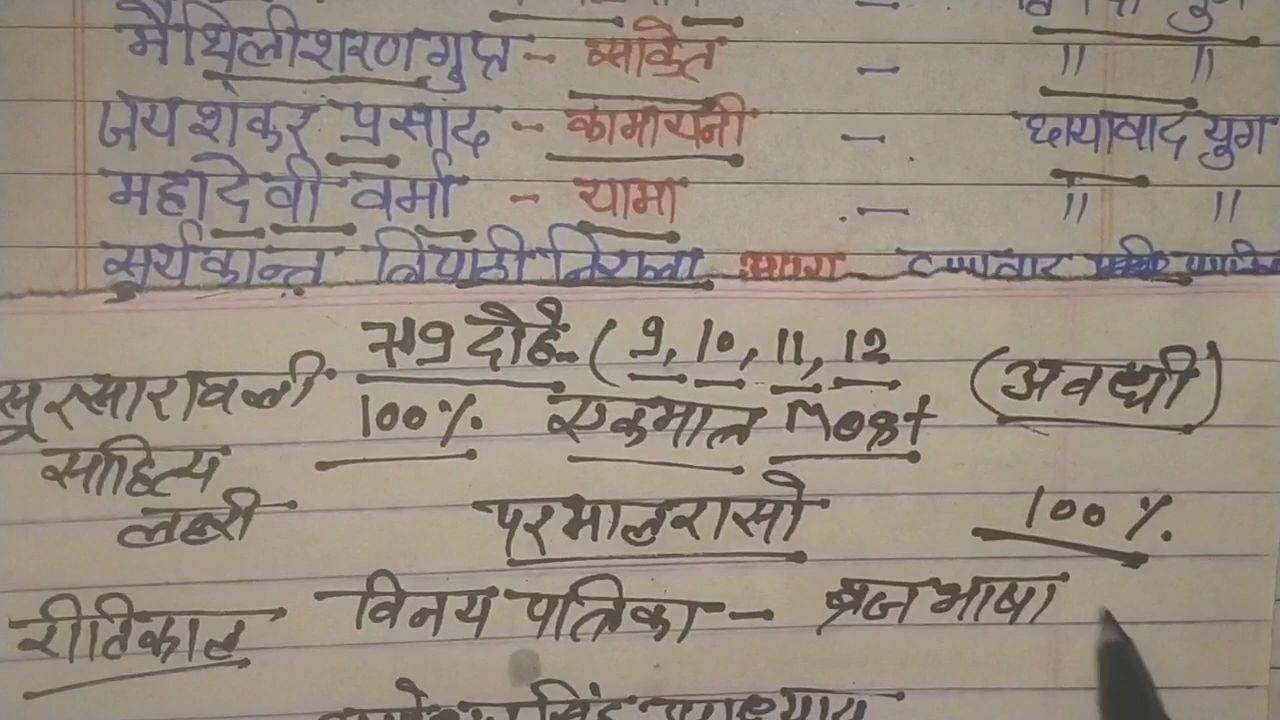 मैथिलीशरण गुप्त - साकेत - " "
जयशंकर प्रसाद - कामायनी - छायावाद युग
महादेवी वर्मा - यामा - " "
सूर्यकान्त त्रिपाठी निराला
719 दोहे (9, 10, 11, 12
सूरसारावली 100% एकमात्र Most (अवधी)
साहित्य
लहरी परमालरासो 100%
रीतिकाल विनय पत्रिका - ब्रजभाषा